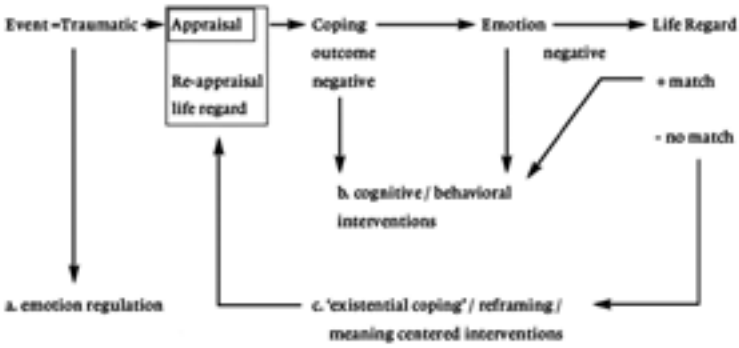 Event =Traumatic
Appraisal
Coping
Emotion
Life Regard
outcome
negative
negative
Re-appraisal
life regard
+ match
- no match
b. cognitive / behavioral
interventions
a. emotion regulation
c. 'existential coping' / reframing /
meaning centered interventions